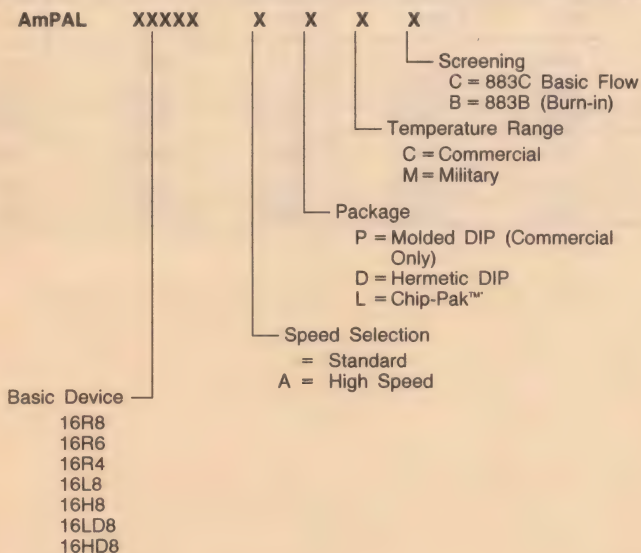 AmPAL XXXXX X X X X
Screening
C = 883C Basic Flow
B = 883B (Burn-in)
Temperature Range
C = Commercial
M = Military
Package
P = Molded DIP (Commercial
Only)
D = Hermetic DIP
L = Chip-Pak™
Speed Selection
= Standard
A = High Speed
Basic Device
16R8
16R6
16R4
16L8
16H8
16LD8
16HD8